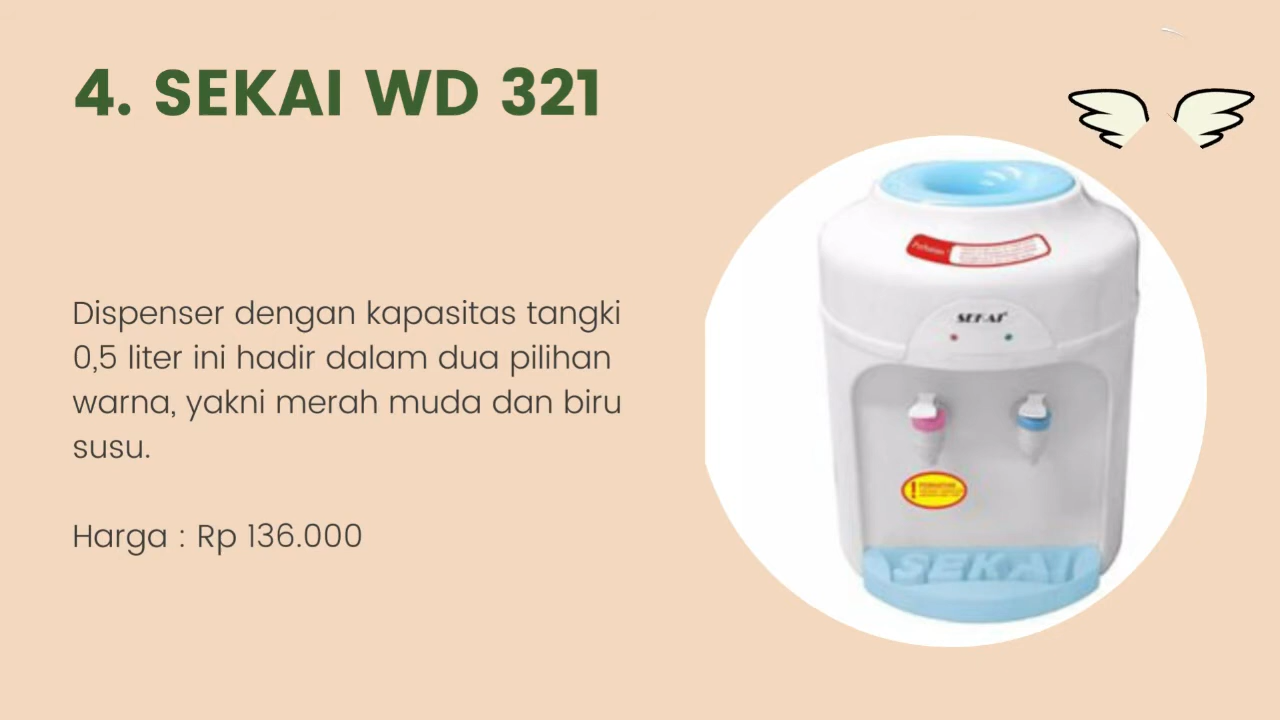 4. SEKAI WD 321
Dispenser dengan kapasitas tangki
0,5 liter ini hadir dalam dua pilihan
warna, yakni merah muda dan biru
susu.
Harga : Rp 136.000
SEKAI
SEKAI